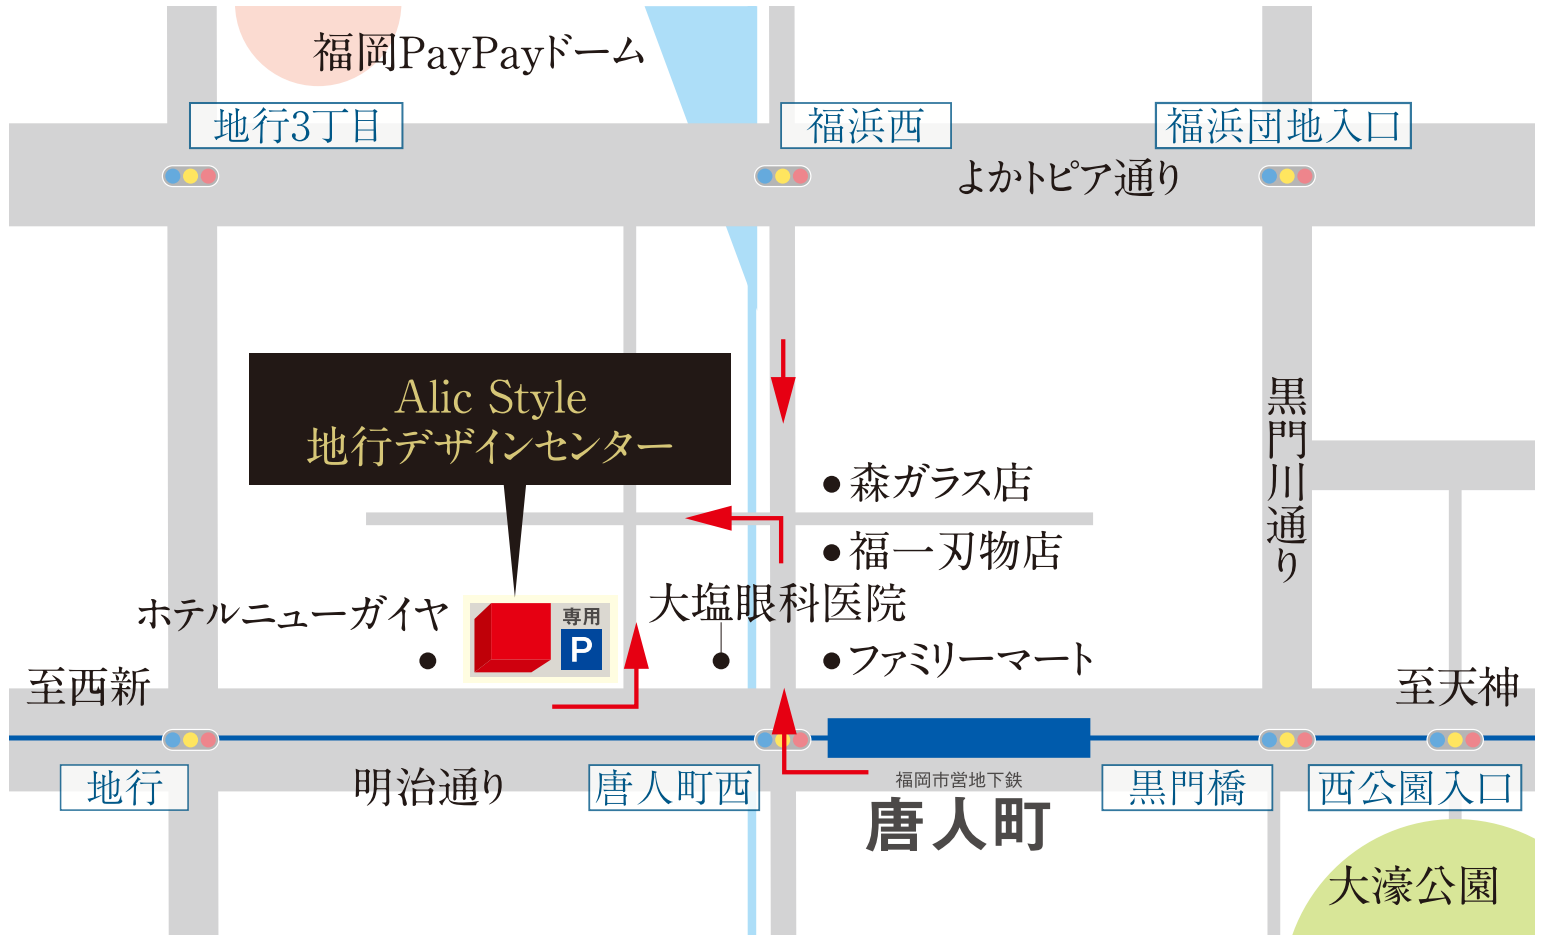 福岡PayPayドーム
地行3丁目
福浜西
福浜団地入口
よかトピア通り
Alic Style
地行デザインセンター
黒門川通り
森ガラス店
福一刃物店
大塩眼科医院
ホテルニューガイヤ
専用
P
ファミリーマート
至西新
至天神
地行
明治通り
唐人町西
福岡市営地下鉄
唐人町
黒門橋
西公園入口
大濠公園